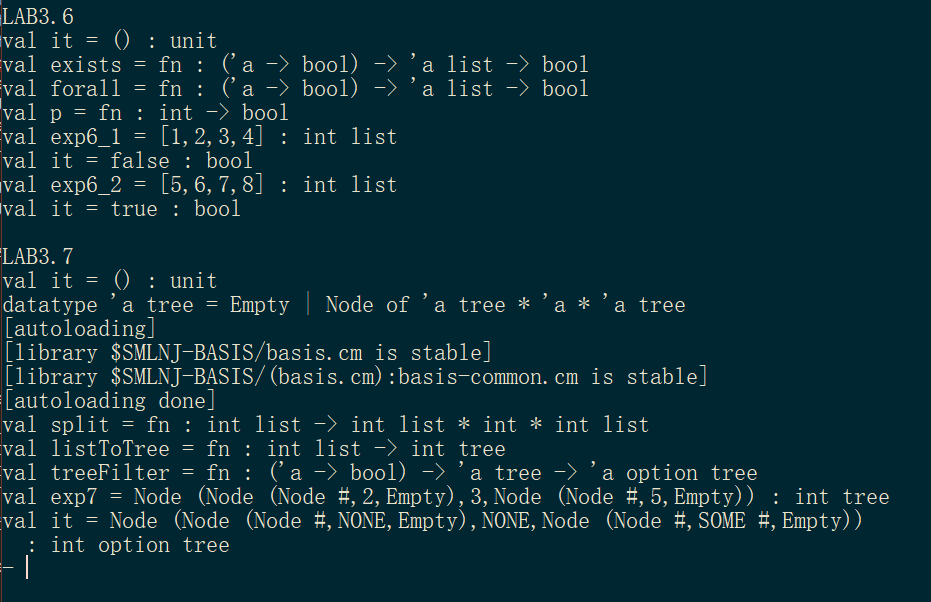 LAB3.6
val it = () : unit
val exists = fn : ('a -> bool) -> 'a list -> bool
val forall = fn : ('a -> bool) -> 'a list -> bool
val p = fn : int -> bool
val exp6_1 = [1,2,3,4] : int list
val it = false : bool
val exp6_2 = [5,6,7,8] : int list
val it = true : bool

LAB3.7
val it = () : unit
datatype 'a tree = Empty | Node of 'a tree * 'a * 'a tree
[autoloading]
[library $SMLNJ-BASIS/basis.cm is stable]
[library $SMLNJ-BASIS/(basis.cm):basis-common.cm is stable]
[autoloading done]
val split = fn : int list -> int list * int * int list
val listToTree = fn : int list -> int tree
val treeFilter = fn : ('a -> bool) -> 'a tree -> 'a option tree
val exp7 = Node (Node (Node #,2,Empty),3,Node (Node #,5,Empty)) : int tree
val it = Node (Node (Node #,NONE,Empty),NONE,Node (Node #,SOME #,Empty))
  : int option tree
-